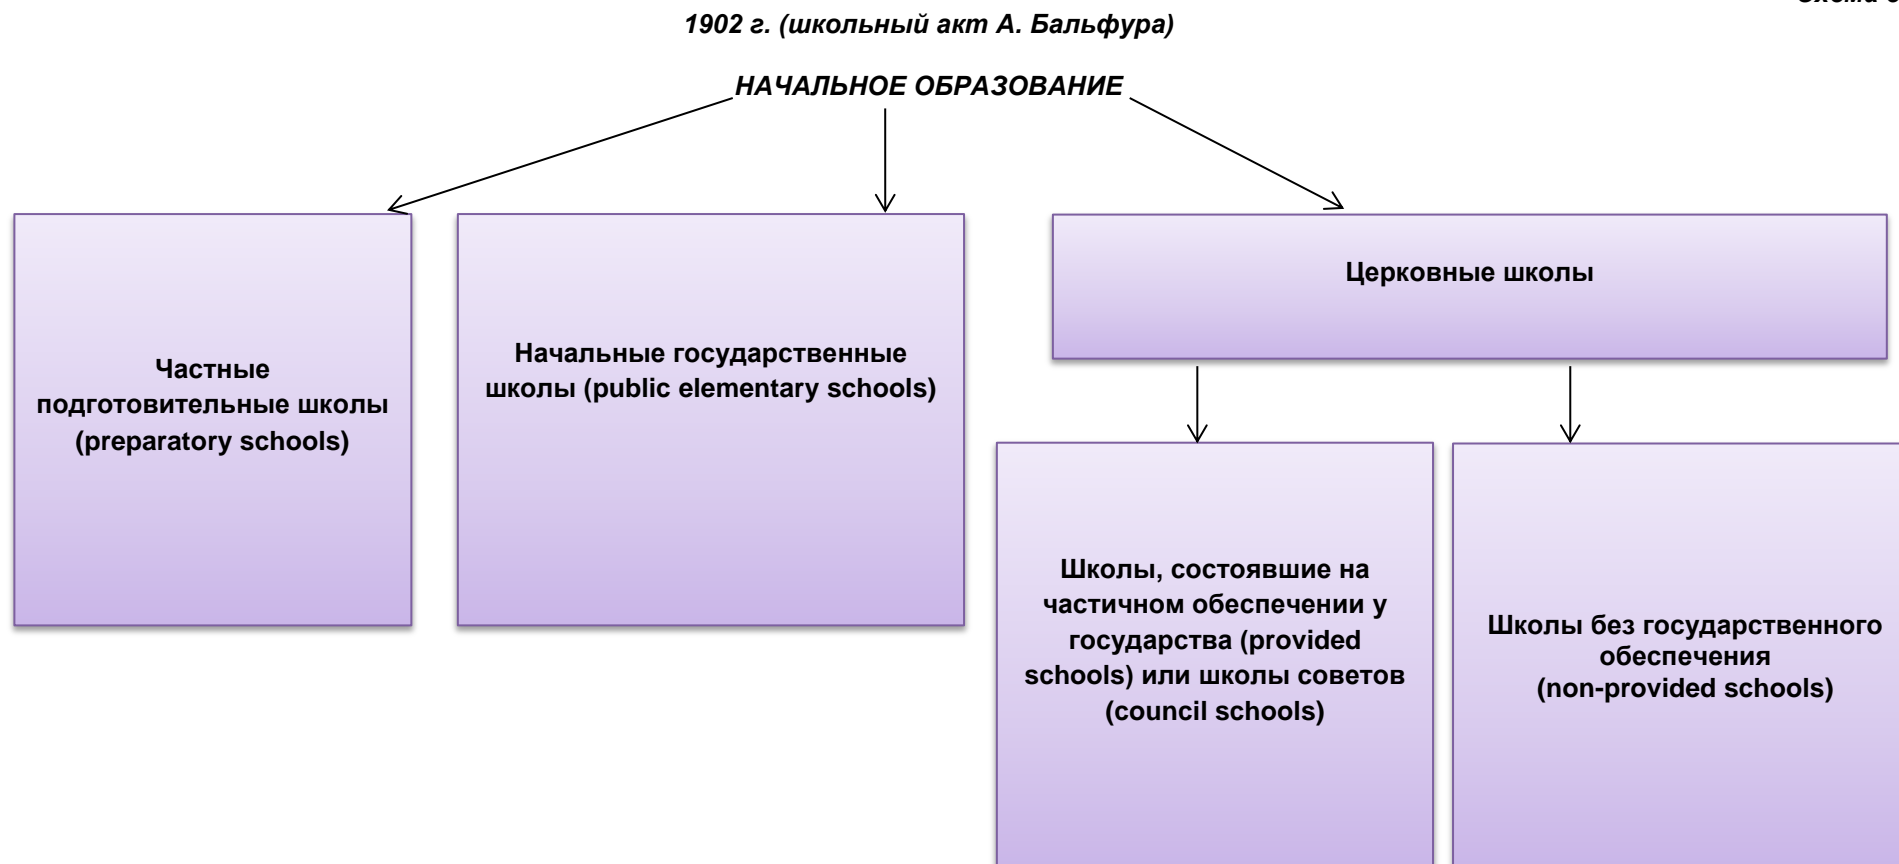 1902 г. (школьный акт А. Бальфура)
НАЧАЛЬНОЕ ОБРАЗОВАНИЕ
Частные
подготовительные школы
(preparatory schools)
Начальные государственные
школы (public elementary schools)
Церковные школы
Школы, состоявшие на
частичном обеспечении у
государства (provided
schools) или школы советов
(council schools)
Школы без государственного
обеспечения
(non-provided schools)